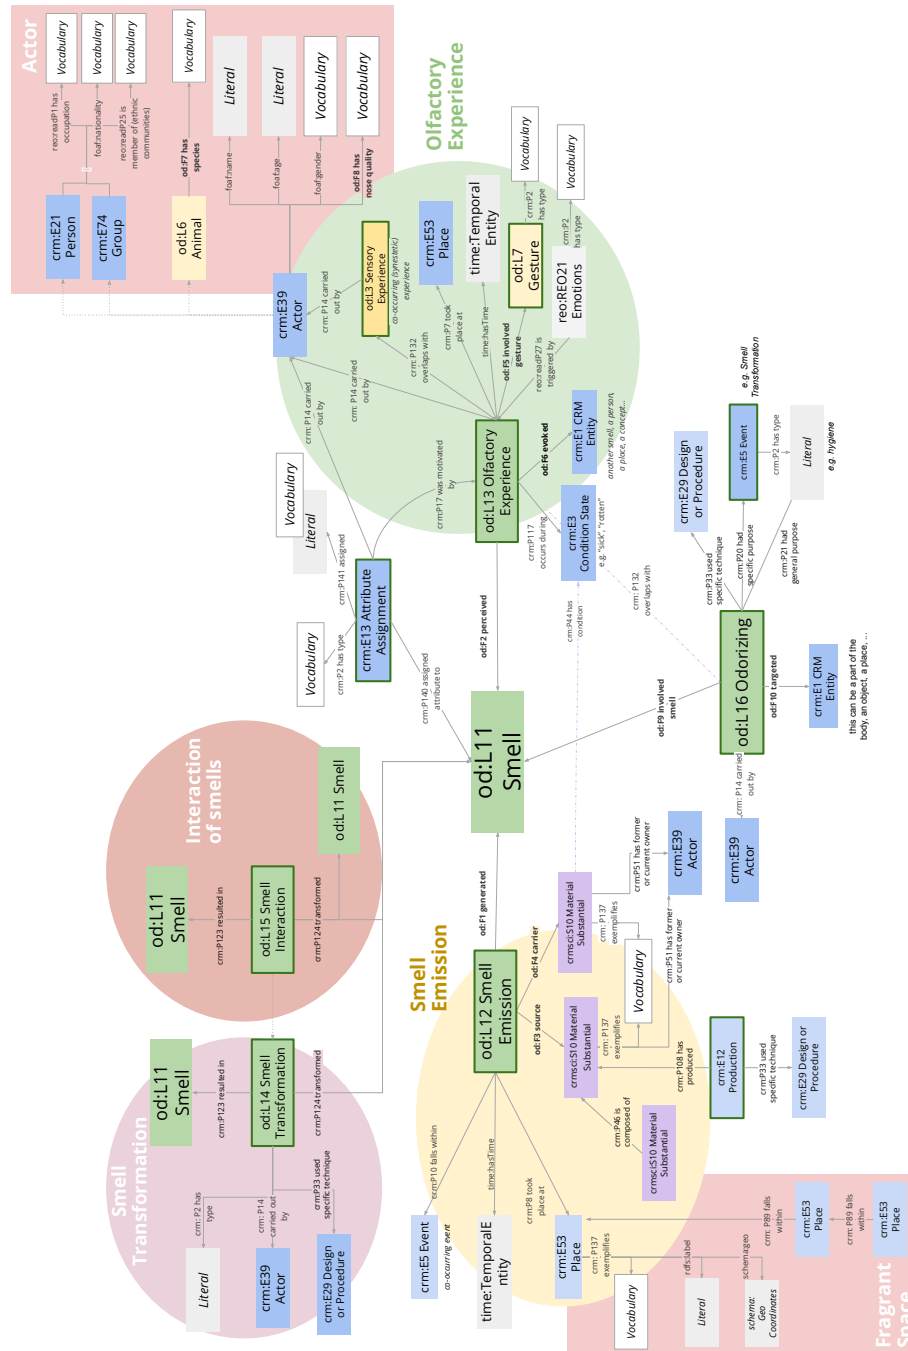 Smell
Transformation
od:L11
Smell
crm:P123 resulted in
od:L14 Smell
Transformation
crm:P124 transformed
crm: P2 has
type
Literal
crm: P14
carried out
by
crm:E39
Actor
crm:P33 used
specific technique
crm:E29 Design
or Procedure
Interaction
of smells
od:L11
Smell
crm:P123 resulted in
od:L15 Smell
Interaction
crm:P124 transformed
od:L11 Smell
Actor
crm:E21
Person
crm:E74
Group
reo:readP1 has
occupation
Vocabulary
foaf:nationality
Vocabulary
reo:readP25 is
member of (ethnic
communities)
Vocabulary
od:L6
Animal
od:F7 has
species
Vocabulary
foaf:name
Literal
foaf:age
Literal
foaf:gender
Vocabulary
od:F8 has
nose quality
Vocabulary
crm:E39
Actor
Vocabulary
Literal
crm:P141 assigned
Vocabulary
crm:P2 has type
crm:E13 Attribute
Assignment
crm:P140 assigned
attribute to
crm: P14 carried
out by
crm:P17 was motivated
by
Olfactory
Experience
crm: P14 carried
out by
crm: P14 carried
out by
od:L3 Sensory
Experience
co-occurring (synestetic)
experience
crm: P132
overlaps with
crm:P7 took
place at
crm:E53
Place
time:hasTime
time:Temporal
Entity
od:F5 involved
gesture
od:L7
Gesture
crm:P2
has type
Vocabulary
reo:readP27 is
triggered by
reo:REO21
Emotions
crm:P2
has type
Vocabulary
od:L13 Olfactory
Experience
od:F6 evoked
crm:E1 CRM
Entity
another smell, a person,
a place, a concept...
crm:P117
occurs during
crm:E3
Condition State
e.g. "sick", "rotten"
od:F2 perceived
od:L11
Smell
od:F1 generated
Smell
Emission
od:L12 Smell
Emission
crm:P10 falls within
crm:E5 Event
co-occurring event
time:hasTime
time:TemporalE
ntity
crm:P8 took
place at
crm:E53
Place
od:F3 source
crmsci:S10 Material
Substantial
od:F4 carrier
crmsci:S10 Material
Substantial
crm:P44 has
condition
crm: P137
exemplifies
crm: P137
exemplifies
Vocabulary
crm:P51 has former
or current owner
crm:P51 has former
or current owner
crm:E39
Actor
crm:P46 is
composed of
crmsci:S10 Material
Substantial
crm: P108 has
produced
crm:E12
Production
crm:P33 used
specific technique
crm:E29 Design or
Procedure
crm: P132
overlaps with
od:F9 involved
smell
od:L16 Odorizing
crm: P14 carried
out by
crm:E39
Actor
od:F10 targeted
crm:E1 CRM
Entity
this can be a part of the
body, an object, a place, ...
crm:P33 used
specific technique
crm:E29 Design
or Procedure
crm:P20 had
specific purpose
crm:E5 Event
e.g. Smell
Transformation
crm:P2 has type
crm:P21 had
general purpose
Literal
e.g. hygiene
Fragrant
Space
crm:P137
exemplifies
Vocabulary
rdfs:label
Literal
schema:geo
schema:
Geo
Coordinates
crm: P89 falls
within
crm:E53
Place
crm: P89 falls
within
crm:E53
Place